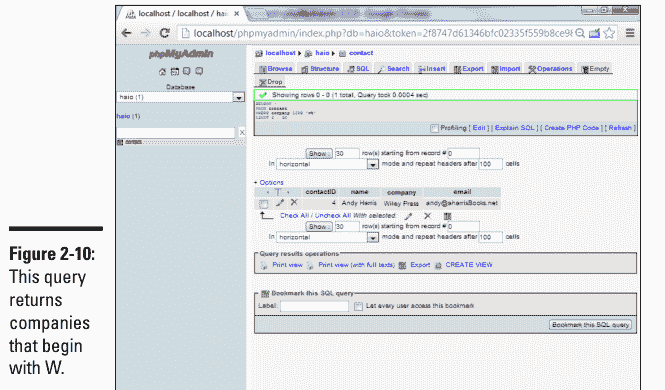 localhost / localhost / hai
localhost/phpmyadmin/index.php?db=haio&token=2f8747d61346bfc02335f559b8ce9
phpMyAdmin
Database
haio (1)
haio (1)
X
contact
localhost haio contact
Browse Structure SQL Search Insert Export Import Operations Empty
Drop
Showing rows 0 - 0 (1 total, Query took 0.0004 sec)
Profiling [ Edit ] [ Explain SQL ] [ Create PHP Code ] [ Refresh ]
Show : 30 row(s) starting from record # 0
in horizontal mode and repeat headers after 100 cells
+ Options
T contactID name company email
4 Andy Harris Wiley Press andy@aharrisBooks.net
Check All / Uncheck All With selected:
Show : 30 row(s) starting from record # 0
in horizontal mode and repeat headers after 100 cells
Query results operations
Print view Print view (with full texts) Export CREATE VIEW
Bookmark this SQL query
Label: Let every user access this bookmark
Bookmark this SQL query
Figure 2-10:
This query
returns
companies
that begin
with W.